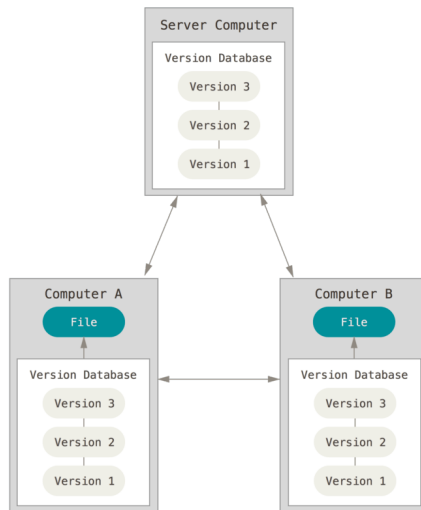 Server Computer
Version Database
Version 3
Version 2
Version 1
Computer A
File
Version Database
Version 3
Version 2
Version 1
Computer B
File
Version Database
Version 3
Version 2
Version 1